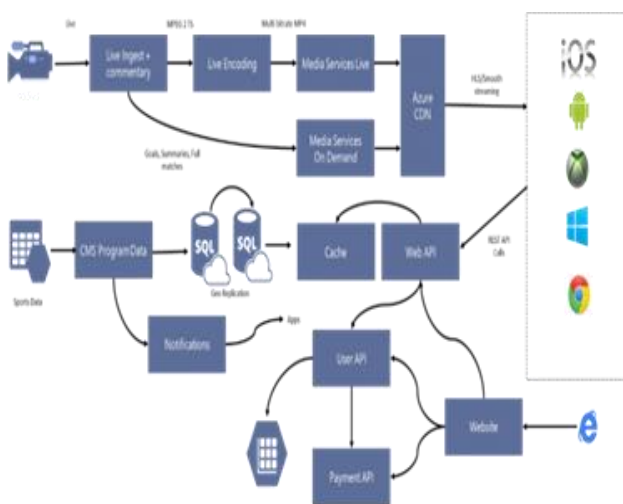 Live
MPEG 2 TS
Multi bitrate MP4
Live Ingest +
commentary
Live Encoding
Media Services Live
Azure
CDN
HLS/Smooth
streaming
iOS
Media Services
On Demand
Goals, Summaries, Full
matches
CMS Program Data
SQL
SQL
Cache
Web API
REST API
Calls
Sports Data
Geo Replication
Notifications
Apps
User API
Website
Payment API